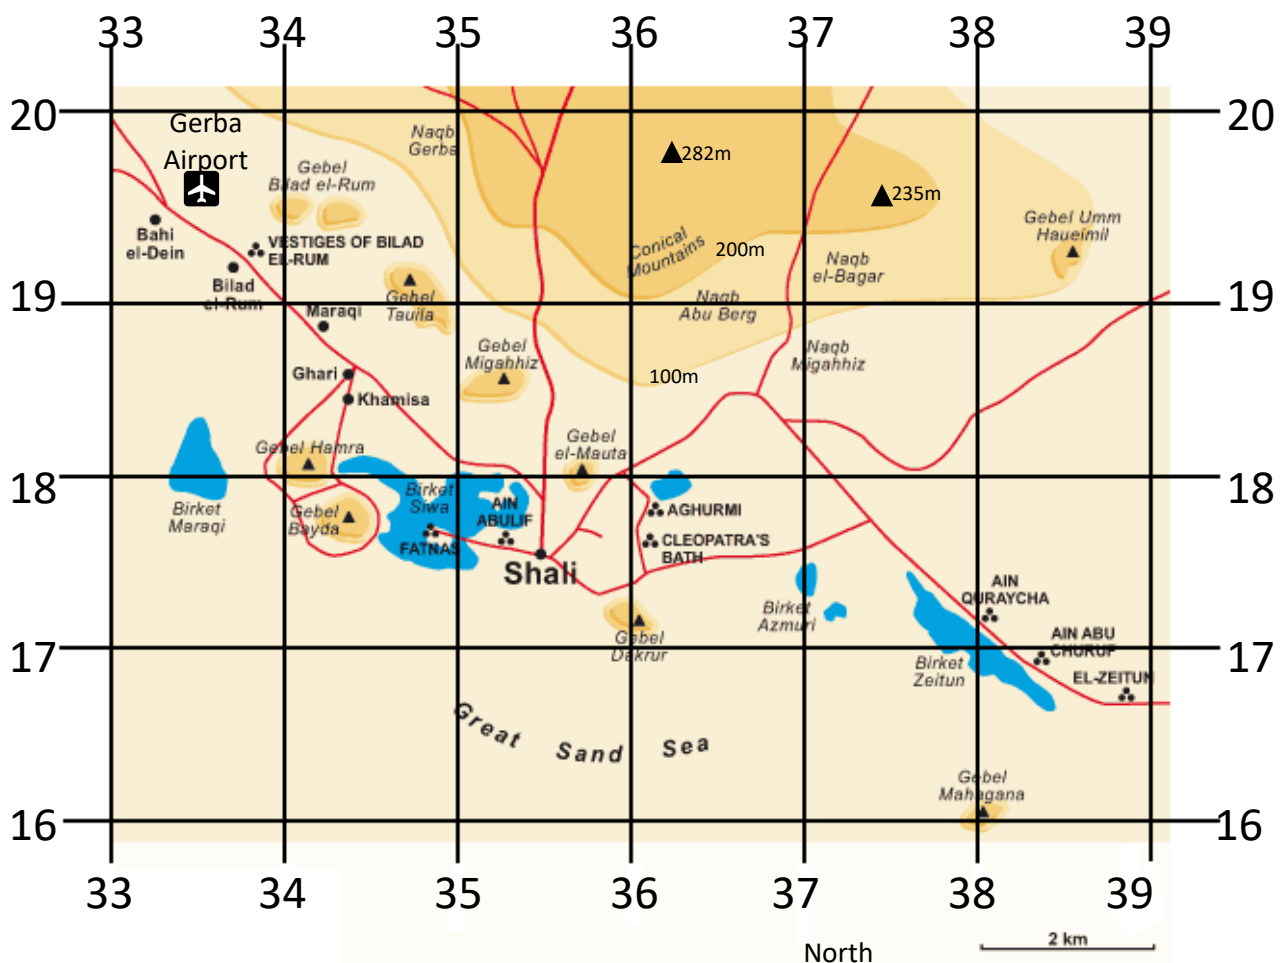 33 34 35 36 37 38 39
20 20
Gerba
Airport
Naqb
Gerba
282m
Gebel
Bilad el-Rum
235m
Bahi
el-Dein
VESTIGES OF BILAD
EL-RUM
Conical
Mountains
200m
Gebel Umm
Haueimil
Naqb
el-Bagar
Bilad
el-Rum
Gebel
Tauila
19 19
Maraqi
Naqb
Abu Berg
Gebel
Migahhiz
Naqb
Migahhiz
Ghari
100m
Khamisa
Gebel Hamra
Gebel
el-Mauta
18 18
Birket
Maraqi
Birket
Siwa
Gebel
Bayda
AIN
ABULIF
AGHURMI
FATNAS
CLEOPATRA'S
BATH
Shali
AIN
QURAYCHA
Birket
Azmuri
Gebel
Dakrur
17 17
AIN ABU
CHURUF
Birket
Zeitun
EL-ZEITUN
Great Sand Sea
Gebel
Mahagana
16 16
33 34 35 36 37 38 39
North
2 km